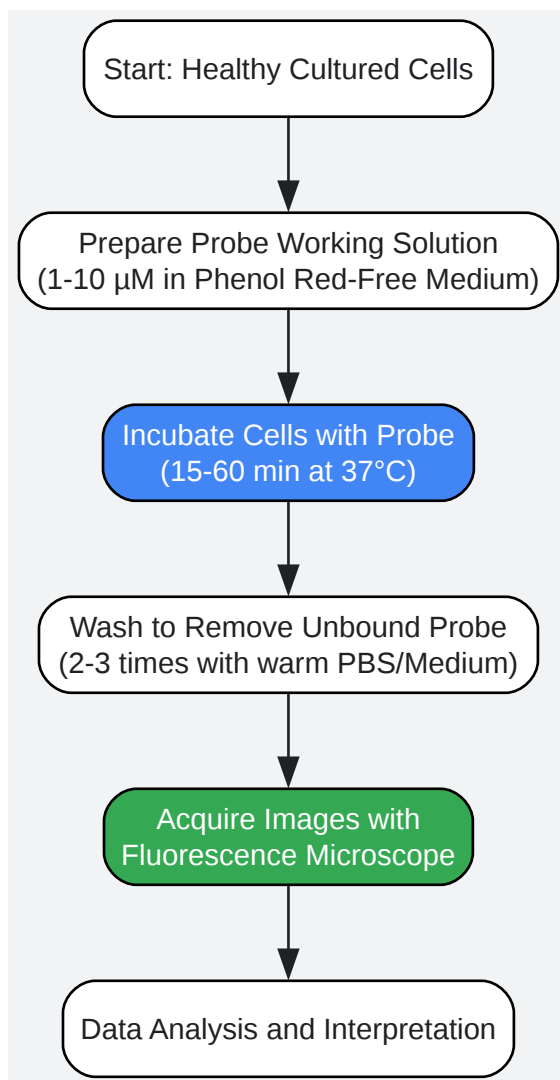 Start: Healthy Cultured Cells
Prepare Probe Working Solution
(1-10 µM in Phenol Red-Free Medium)
Incubate Cells with Probe
(15-60 min at 37°C)
Wash to Remove Unbound Probe
(2-3 times with warm PBS/Medium)
Acquire Images with
Fluorescence Microscope
Data Analysis and Interpretation